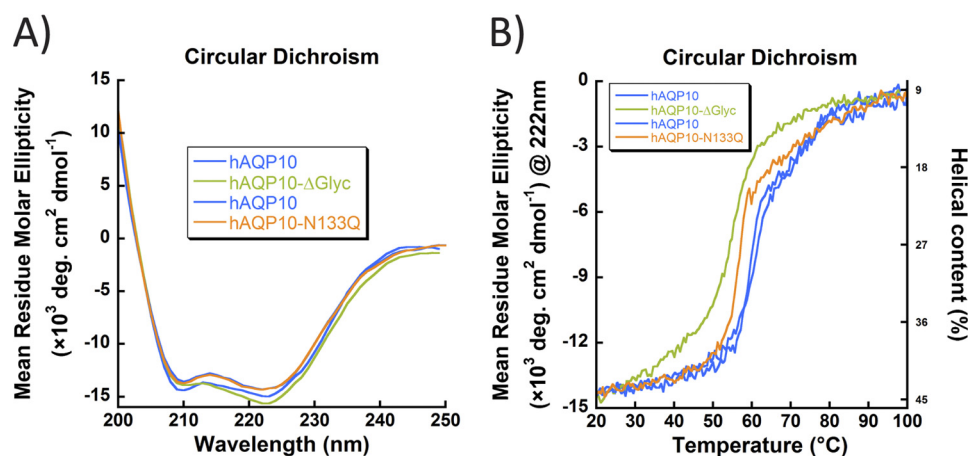 A)
Circular Dichroism
Mean Residue Molar Ellipticity
(×10³ deg. cm² dmol⁻¹)
15
10
5
0
-5
-10
-15
hAQP10
hAQP10-ΔGlyc
hAQP10
hAQP10-N133Q
200
210
220
230
240
250
Wavelength (nm)
B)
Circular Dichroism
Mean Residue Molar Ellipticity
(×10³ deg. cm² dmol⁻¹) @ 222nm
0
-3
-6
-9
-12
-15
hAQP10
hAQP10-ΔGlyc
hAQP10
hAQP10-N133Q
9
18
27
36
45
Helical content (%)
20
30
40
50
60
70
80
90
100
Temperature (°C)